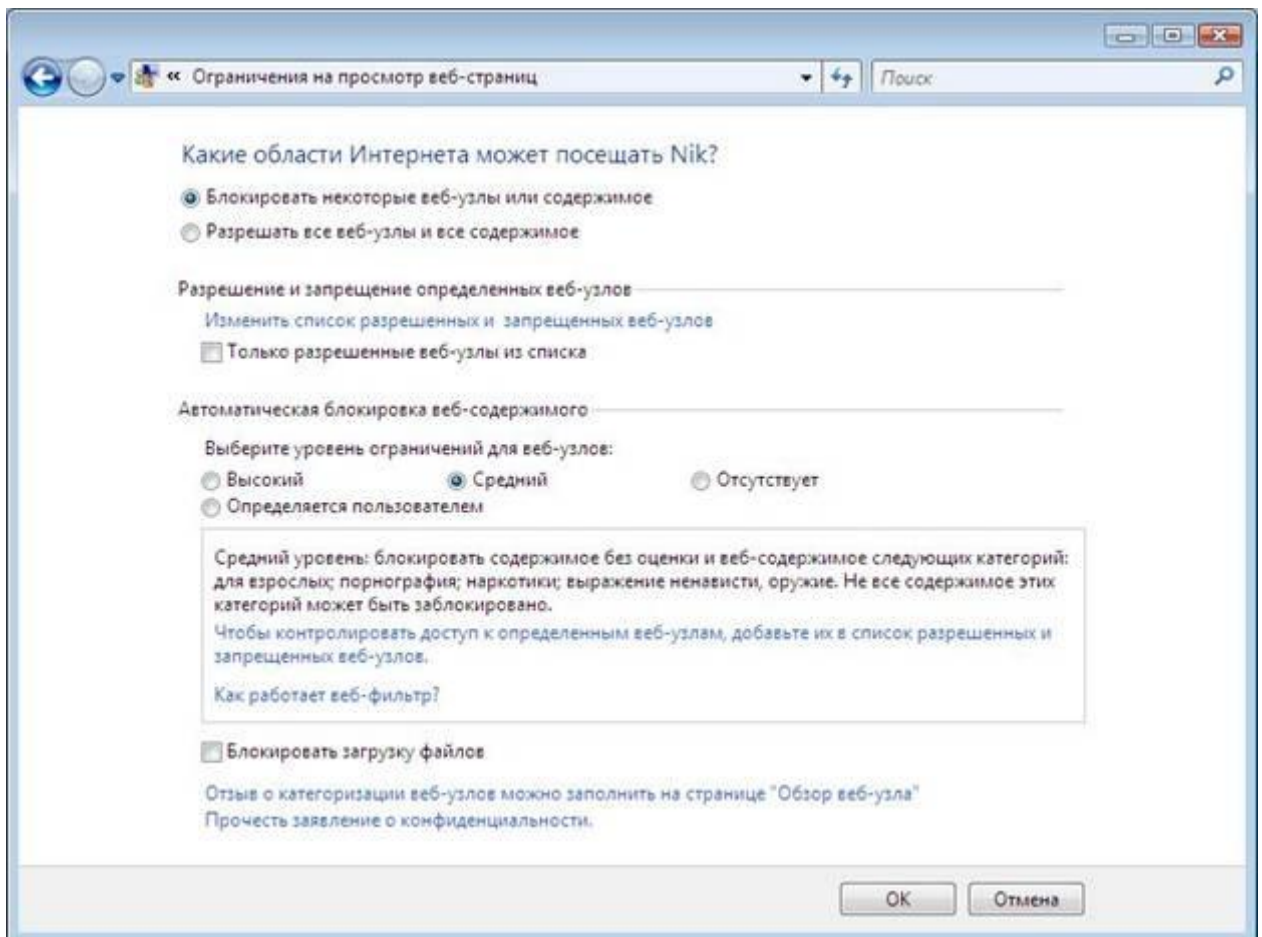 « Ограничения на просмотр веб-страниц
Поиск
Какие области Интернета может посещать Nik?
Блокировать некоторые веб-узлы или содержимое
Разрешать все веб-узлы и все содержимое
Разрешение и запрещение определенных веб-узлов
Изменить список разрешенных и запрещенных веб-узлов
Только разрешенные веб-узлы из списка
Автоматическая блокировка веб-содержимого
Выберите уровень ограничений для веб-узлов:
Высокий Средний Отсутствует
Определяется пользователем
Средний уровень: блокировать содержимое без оценки и веб-содержимое следующих категорий:
для взрослых; порнография; наркотики; выражение ненависти, оружие. Не все содержимое этих
категорий может быть заблокировано.
Чтобы контролировать доступ к определенным веб-узлам, добавьте их в список разрешенных и
запрещенных веб-узлов.
Как работает веб-фильтр?
Блокировать загрузку файлов
Отзыв о категоризации веб-узлов можно заполнить на странице "Обзор веб-узла"
Прочесть заявление о конфиденциальности.
OK Отмена